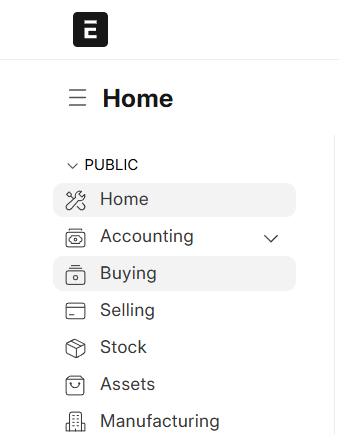 E
Home
PUBLIC
Home
Accounting
Buying
Selling
Stock
Assets
Manufacturing